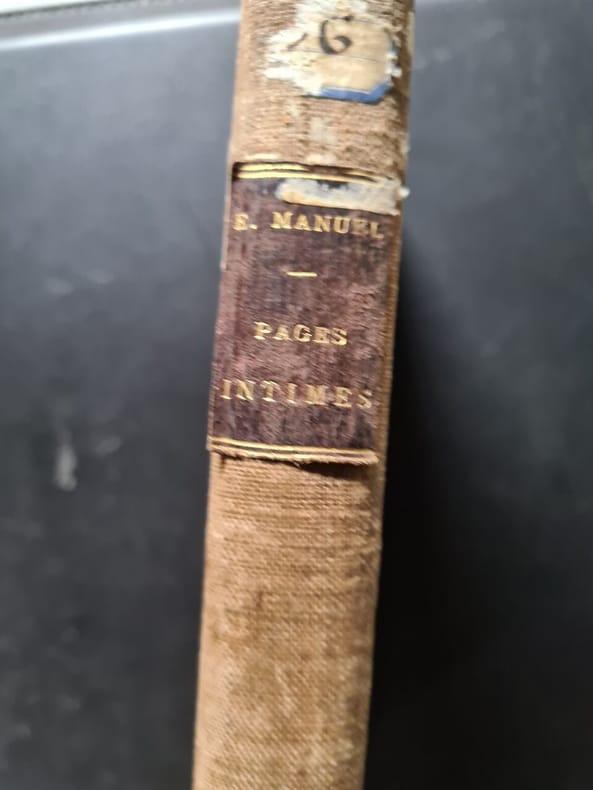 6
E. MANUEL
PAGES
INTIMES